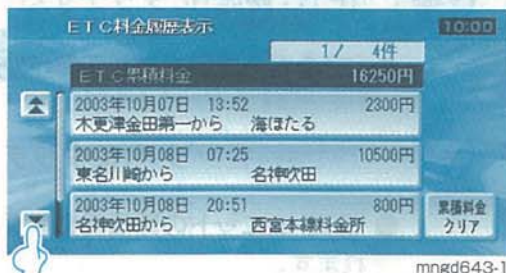 ETC料金履歴表示 10:00
1/ 4件
ETC累積料金 16250円
2003年10月07日 13:52 2300円
木更津金田第一から 海ほたる
2003年10月08日 07:25 10500円
東名川崎から 名神吹田
2003年10月08日 20:51 800円
名神吹田から 西宮本線料金所
累積料金
クリア
mngd643-1